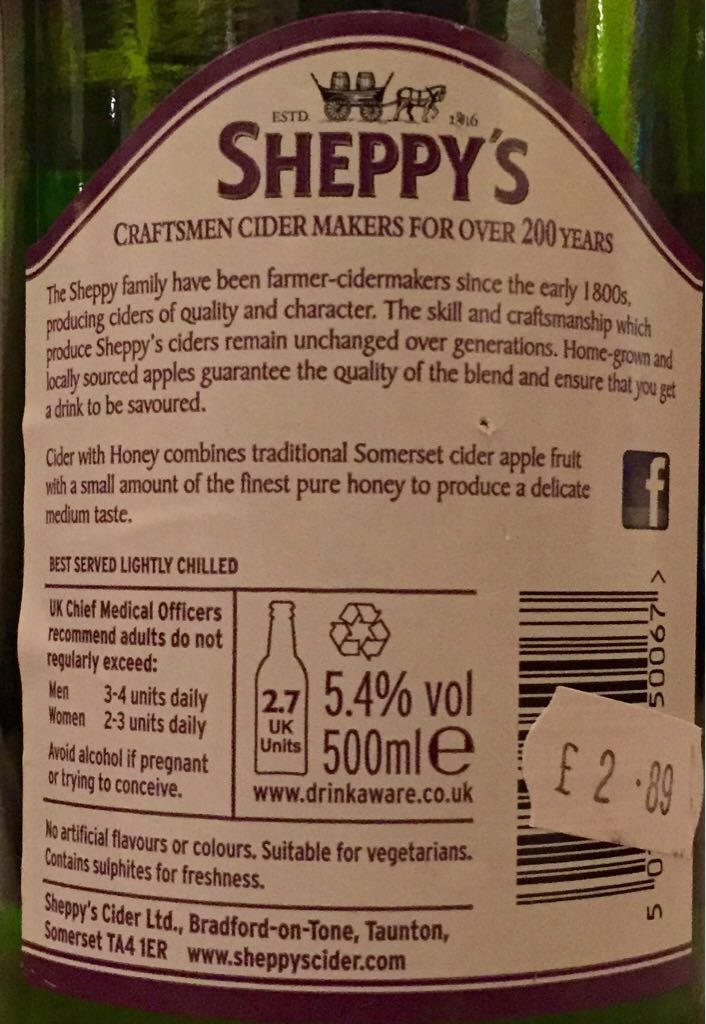 ESTD. 1816
SHEPPY'S
CRAFTSMEN CIDER MAKERS FOR OVER 200 YEARS
The Sheppy family have been farmer-cidermakers since the early 1800s,
producing ciders of quality and character. The skill and craftsmanship which
produce Sheppy's ciders remain unchanged over generations. Home-grown and
locally sourced apples guarantee the quality of the blend and ensure that you get
a drink to be savoured.
Cider with Honey combines traditional Somerset cider apple fruit
with a small amount of the finest pure honey to produce a delicate
medium taste.
f
BEST SERVED LIGHTLY CHILLED
UK Chief Medical Officers
recommend adults do not
regularly exceed:
Men 3-4 units daily
Women 2-3 units daily
Avoid alcohol if pregnant
or trying to conceive.
2.7
UK
Units
5.4% vol
500ml e
www.drinkaware.co.uk
No artificial flavours or colours. Suitable for vegetarians.
Contains sulphites for freshness.
Sheppy's Cider Ltd., Bradford-on-Tone, Taunton,
Somerset TA4 1ER www.sheppyscider.com
50067 >
£2.89